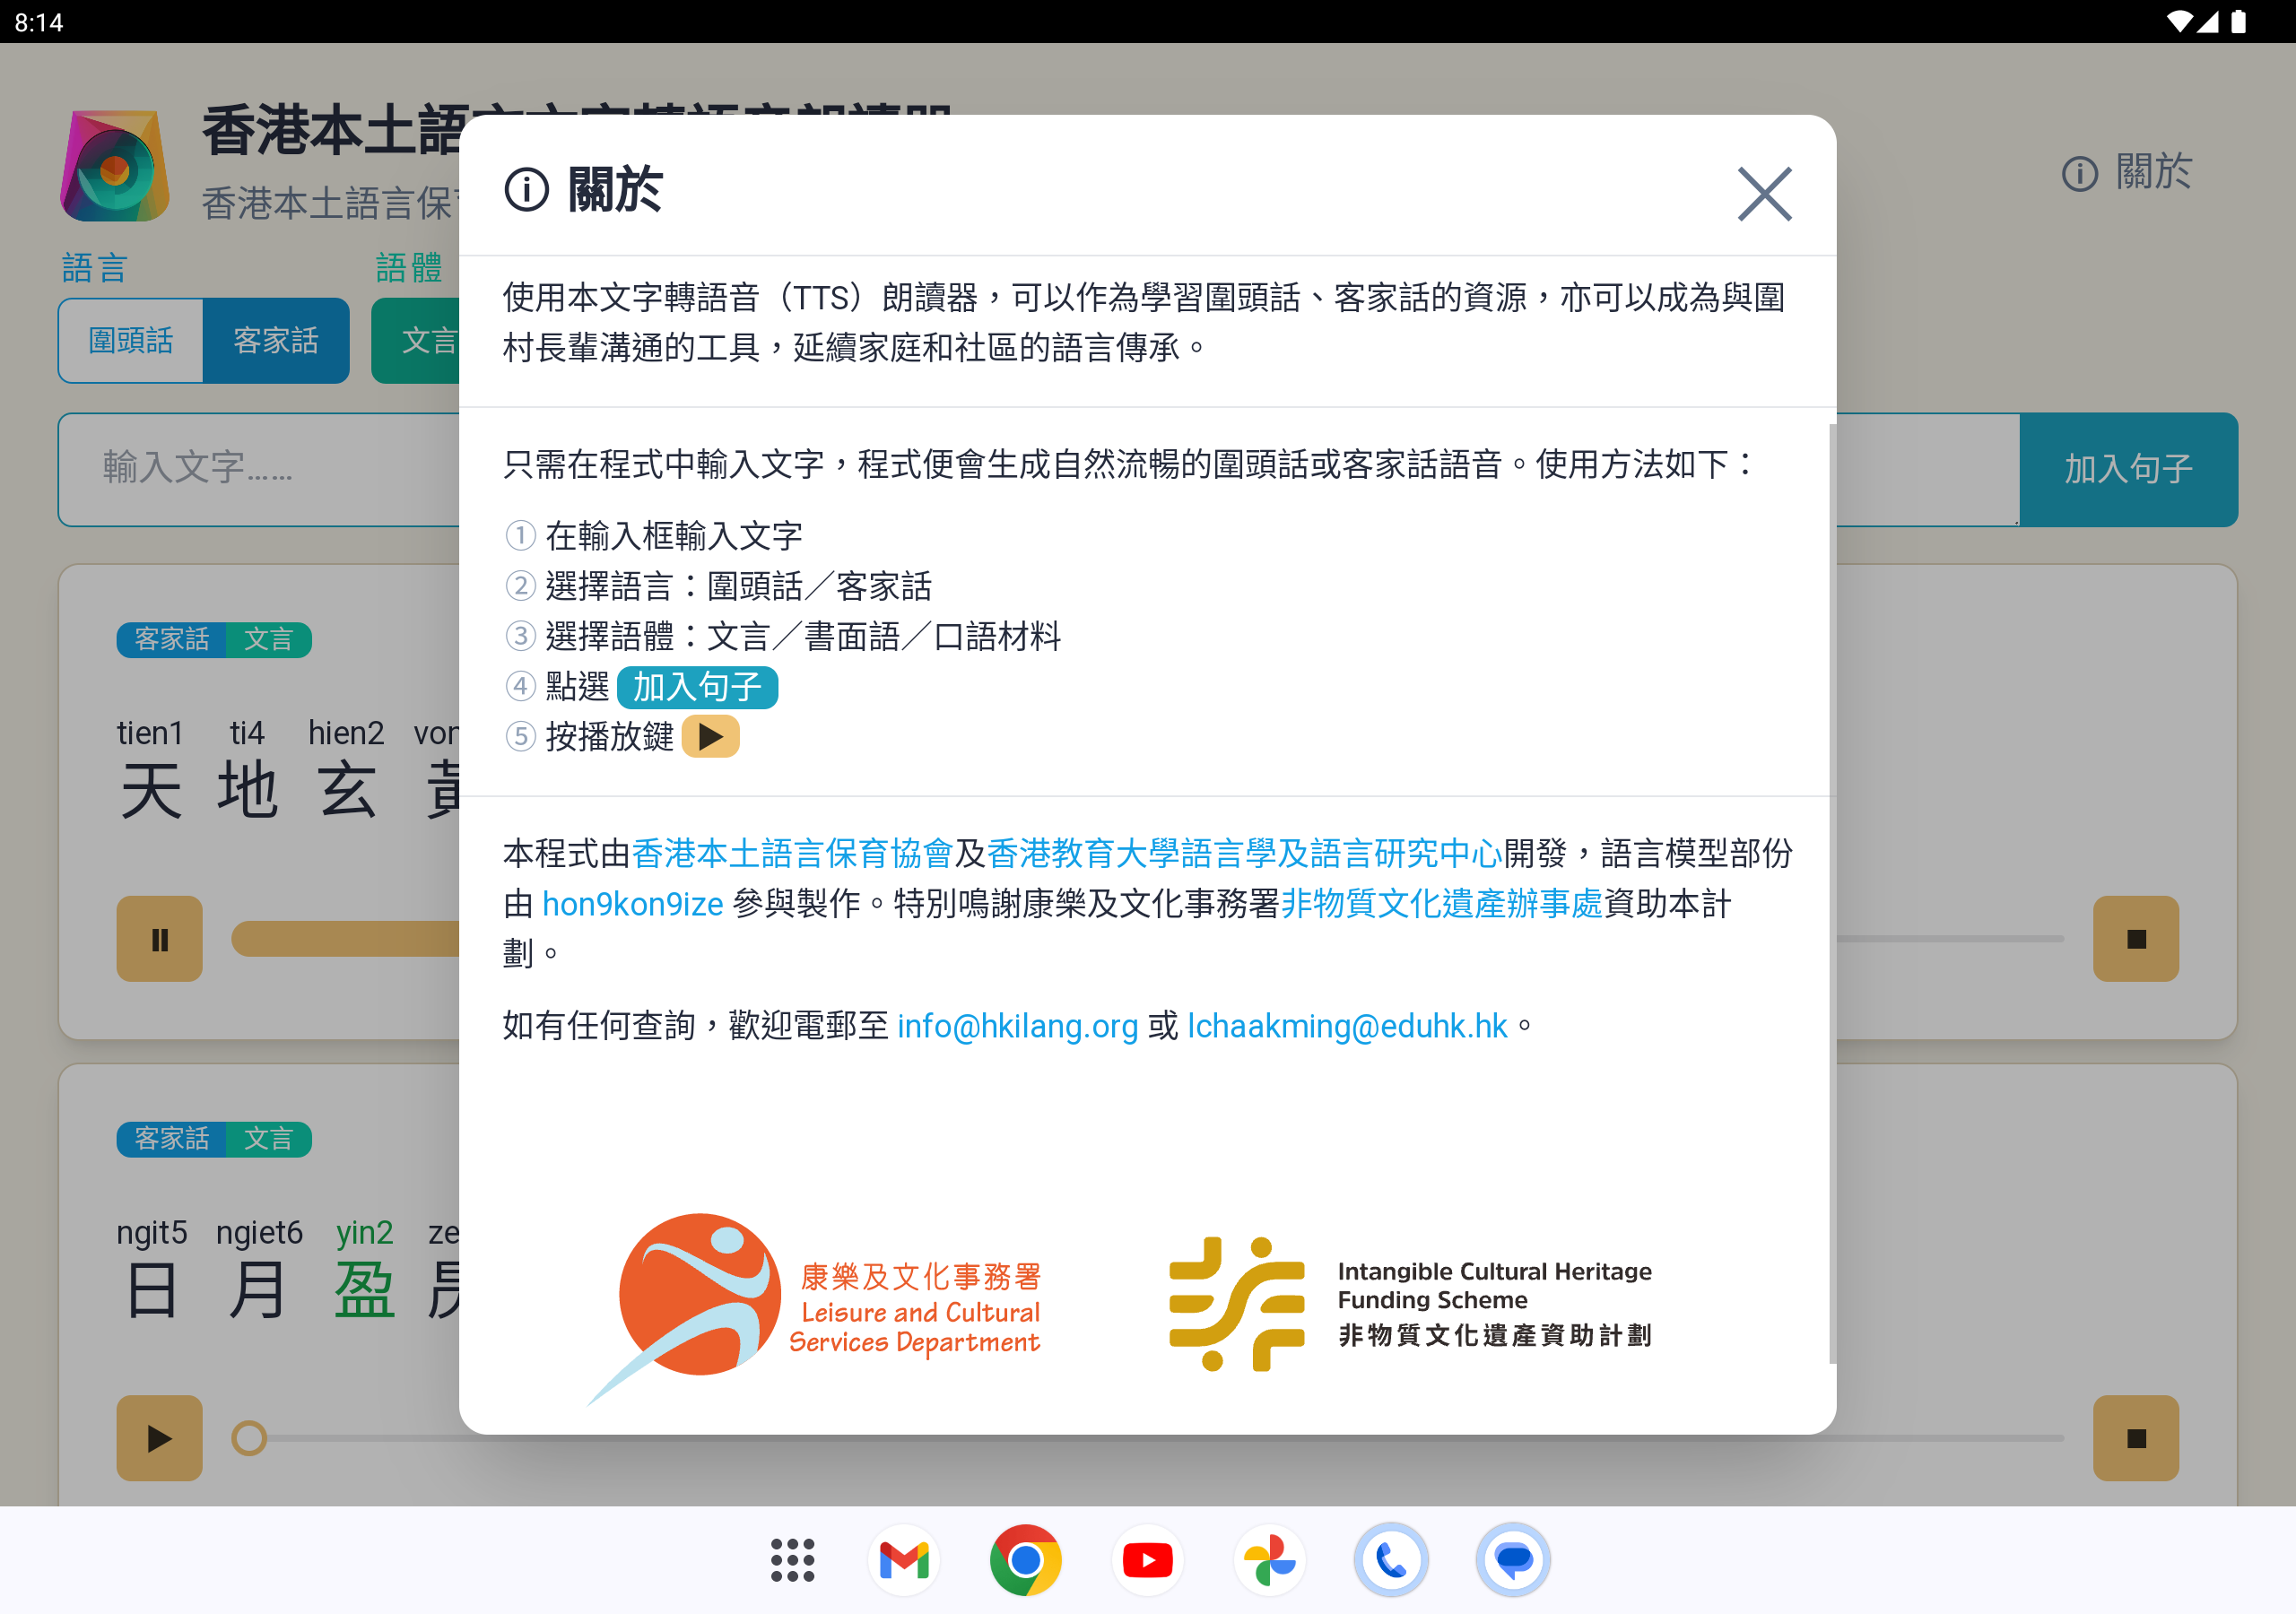 8:14
香港本土語
香港本土語言保
關於
語言
語體
圍頭話
客家話
文言
輸入文字……
加入句子
客家話 文言
tien1 ti4 hien2 von
天 地 玄 黃
客家話 文言
ngit5 ngiet6 yin2 ze
日 月 盈
關於
使用本文字轉語音（TTS）朗讀器，可以作為學習圍頭話、客家話的資源，亦可以成為與圍
村長輩溝通的工具，延續家庭和社區的語言傳承。
只需在程式中輸入文字，程式便會生成自然流暢的圍頭話或客家話語音。使用方法如下：
① 在輸入框輸入文字
② 選擇語言：圍頭話／客家話
③ 選擇語體：文言／書面語／口語材料
④ 點選 加入句子
⑤ 按播放鍵
本程式由香港本土語言保育協會及香港教育大學語言學及語言研究中心開發，語言模型部份
由 hon9kon9ize 參與製作。特別鳴謝康樂及文化事務署非物質文化遺產辦事處資助本計
劃。
如有任何查詢，歡迎電郵至 info@hkilang.org 或 lchaakming@eduhk.hk。
康樂及文化事務署
Leisure and Cultural
Services Department
Intangible Cultural Heritage
Funding Scheme
非物質文化遺產資助計劃